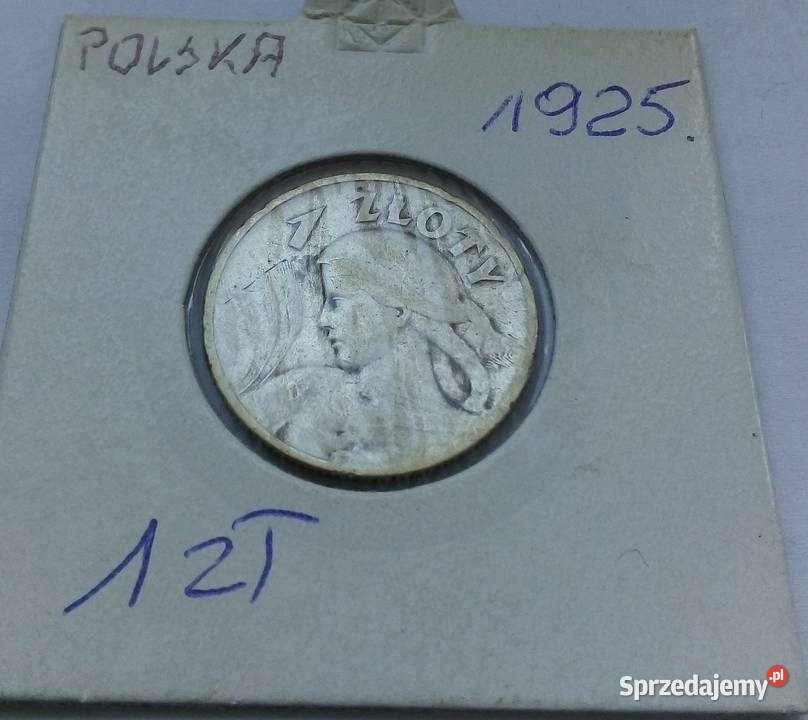 POLSKA
1925.
1 ZŁOTY
1 zł
Sprzedajemy.pl